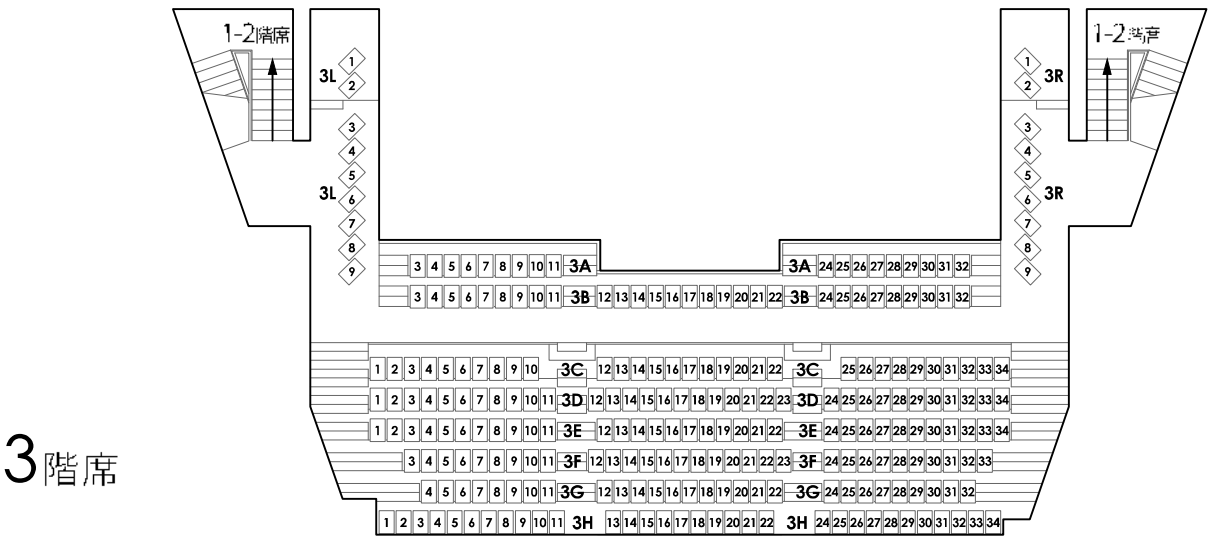 1-2階席 1-2階席
3L 1 1 3R
2 2
3 3
4 4
5 5
3L 6 6 3R
7 7
8 8
9 9
3 4 5 6 7 8 9 10 11 3A 3A 24 25 26 27 28 29 30 31 32
3 4 5 6 7 8 9 10 11 3B 12 13 14 15 16 17 18 19 20 21 22 3B 24 25 26 27 28 29 30 31 32
1 2 3 4 5 6 7 8 9 10 3C 12 13 14 15 16 17 18 19 20 21 22 3C 25 26 27 28 29 30 31 32 33 34
1 2 3 4 5 6 7 8 9 10 11 3D 12 13 14 15 16 17 18 19 20 21 22 23 3D 24 25 26 27 28 29 30 31 32 33 34
1 2 3 4 5 6 7 8 9 10 11 3E 12 13 14 15 16 17 18 19 20 21 22 3E 24 25 26 27 28 29 30 31 32 33 34
3 4 5 6 7 8 9 10 11 3F 12 13 14 15 16 17 18 19 20 21 22 23 3F 24 25 26 27 28 29 30 31 32 33
3階席
4 5 6 7 8 9 10 11 3G 12 13 14 15 16 17 18 19 20 21 22 3G 24 25 26 27 28 29 30 31 32
1 2 3 4 5 6 7 8 9 10 11 3H 13 14 15 16 17 18 19 20 21 22 3H 24 25 26 27 28 29 30 31 32 33 34